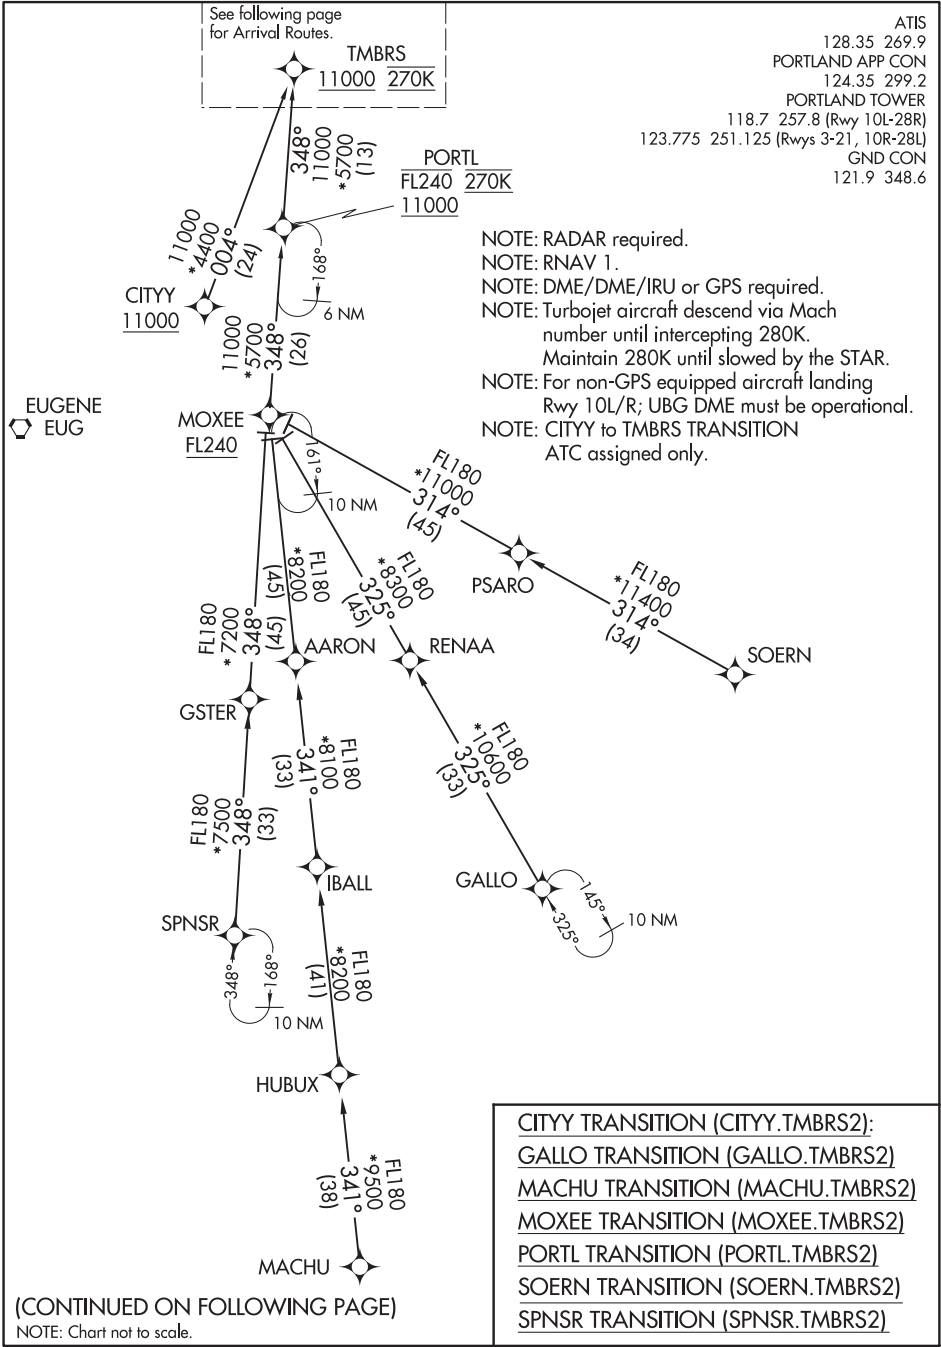 See following page
for Arrival Routes.
TMBRS
11000 270K
ATIS
128.35 269.9
PORTLAND APP CON
124.35 299.2
PORTLAND TOWER
118.7 257.8 (Rwy 10L-28R)
123.775 251.125 (Rwys 3-21, 10R-28L)
GND CON
121.9 348.6
348°
11000
*5700
(13)
PORTL
FL240 270K
11000
11000
*4400
004°
(24)
CITYY
11000
168°
6 NM
NOTE: RADAR required.
NOTE: RNAV 1.
NOTE: DME/DME/IRU or GPS required.
NOTE: Turbojet aircraft descend via Mach
number until intercepting 280K.
Maintain 280K until slowed by the STAR.
NOTE: For non-GPS equipped aircraft landing
Rwy 10L/R; UBG DME must be operational.
NOTE: CITYY to TMBRS TRANSITION
ATC assigned only.
11000
*5700
348°
(26)
EUGENE
EUG
MOXEE
FL240
161°
10 NM
FL180
*11000
314°
(45)
PSARO
FL180
*11400
314°
(34)
SOERN
FL180
*8300
325°
(45)
RENAA
FL180
*8200
(45)
AARON
FL180
*7200
348°
(45)
GSTER
FL180
*10600
325°
(33)
GALLO
145°
325°
10 NM
FL180
*8100
341°
(33)
IBALL
FL180
*7500
348°
(33)
SPNSR
348°
168°
10 NM
FL180
*8200
(41)
HUBUX
FL180
*9500
341°
(38)
MACHU
(CONTINUED ON FOLLOWING PAGE)
NOTE: Chart not to scale.
CITYY TRANSITION (CITYY.TMBRS2):
GALLO TRANSITION (GALLO.TMBRS2)
MACHU TRANSITION (MACHU.TMBRS2)
MOXEE TRANSITION (MOXEE.TMBRS2)
PORTL TRANSITION (PORTL.TMBRS2)
SOERN TRANSITION (SOERN.TMBRS2)
SPNSR TRANSITION (SPNSR.TMBRS2)